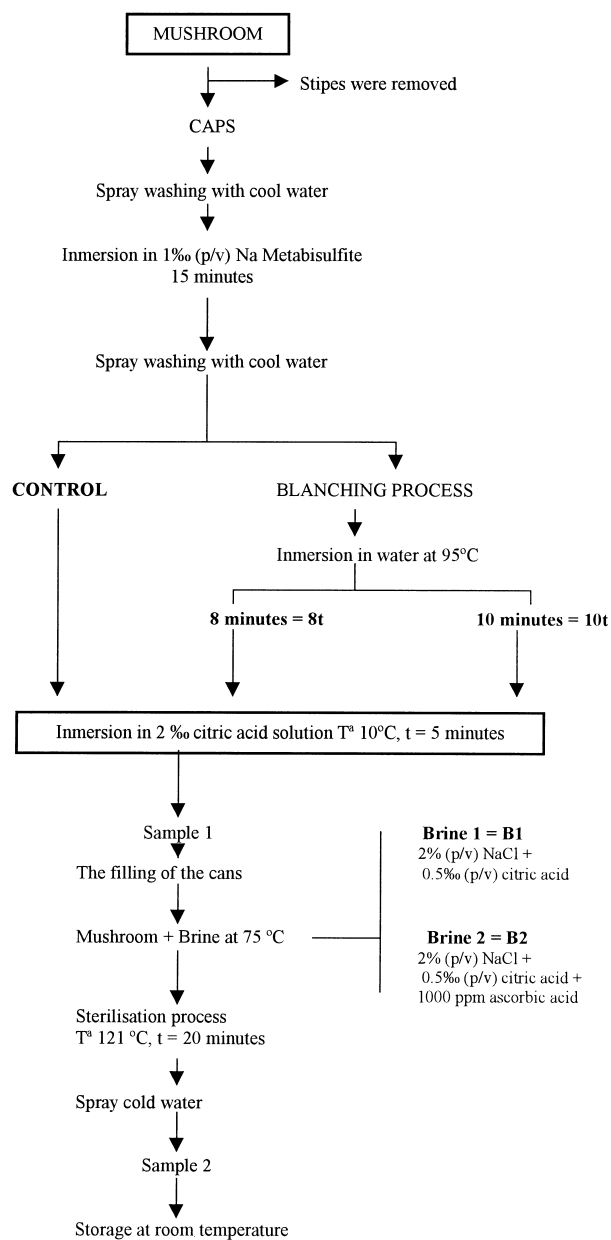 MUSHROOM
Stipes were removed
CAPS
Spray washing with cool water
Inmersion in 1‰ (p/v) Na Metabisulfite
15 minutes
Spray washing with cool water
CONTROL
BLANCHING PROCESS
Inmersion in water at 95ºC
8 minutes = 8t
10 minutes = 10t
Inmersion in 2 ‰ citric acid solution Tª 10ºC, t = 5 minutes
Sample 1
The filling of the cans
Mushroom + Brine at 75 ºC
Brine 1 = B1
2% (p/v) NaCl +
0.5‰ (p/v) citric acid
Brine 2 = B2
2% (p/v) NaCl +
0.5‰ (p/v) citric acid +
1000 ppm ascorbic acid
Sterilisation process
Tª 121 ºC, t = 20 minutes
Spray cold water
Sample 2
Storage at room temperature